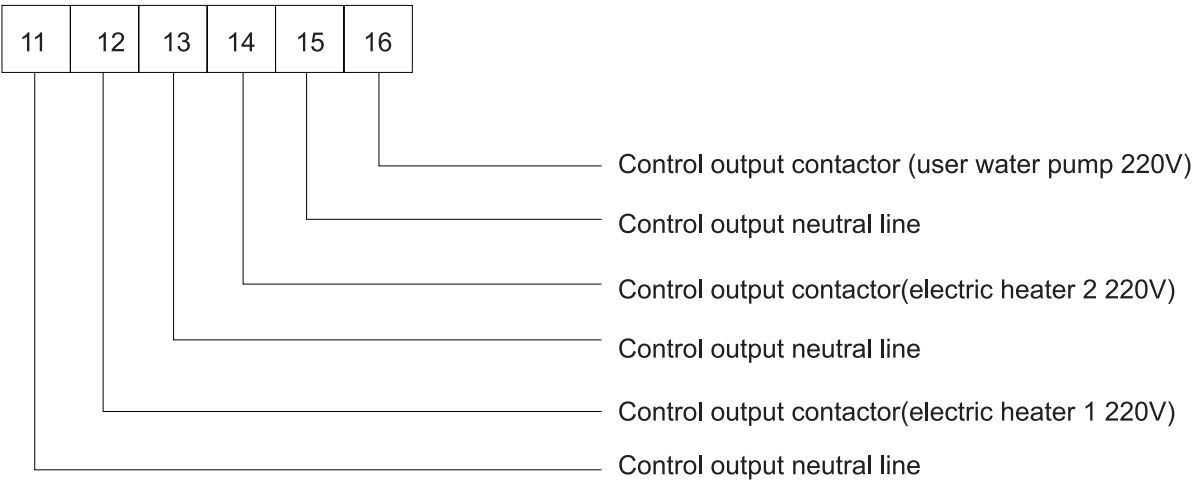 11 12 13 14 15 16
Control output contactor (user water pump 220V)
Control output neutral line
Control output contactor(electric heater 2 220V)
Control output neutral line
Control output contactor(electric heater 1 220V)
Control output neutral line